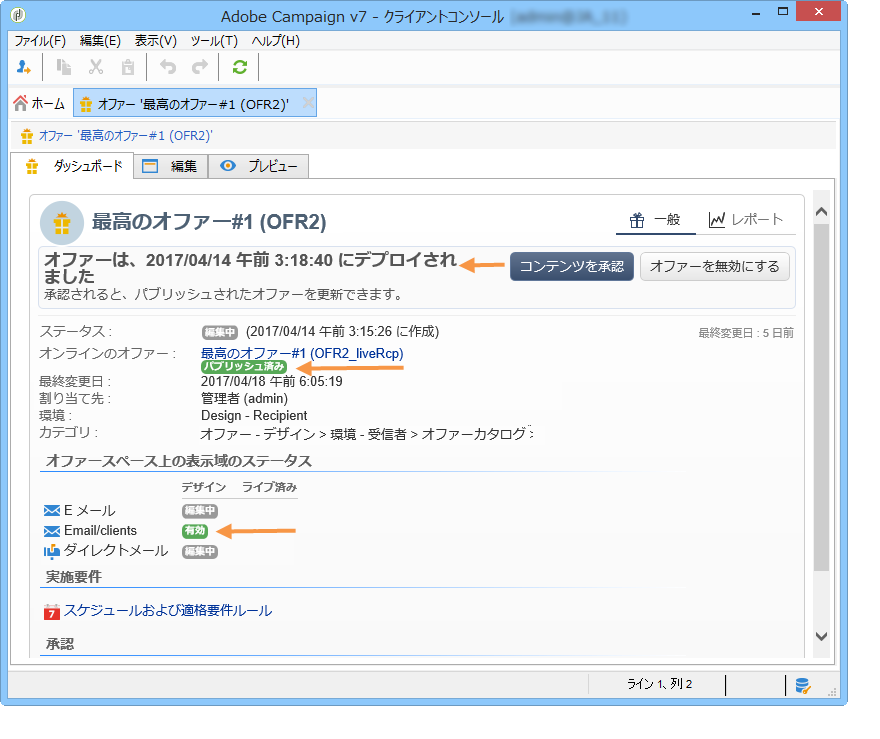 Adobe Campaign v7 - クライアントコンソール
ファイル(F) 編集(E) 表示(V) ツール(T) ヘルプ(H)
ホーム オファー '最高のオファー#1 (OFR2)'
オファー '最高のオファー#1 (OFR2)'
ダッシュボード 編集 プレビュー
最高のオファー#1 (OFR2) 一般 レポート
オファーは、2017/04/14 午前 3:18:40 にデプロイされ
ました
コンテンツを承認 オファーを無効にする
承認されると、パブリッシュされたオファーを更新できます。
ステータス : 編集中 (2017/04/14 午前 3:15:26 に作成) 最終変更日 : 5 日前
オンラインのオファー : 最高のオファー#1 (OFR2_liveRcp)
パブリッシュ済み
最終変更日 : 2017/04/18 午前 6:05:19
割り当て先 : 管理者 (admin)
環境 : Design - Recipient
カテゴリ : オファー - デザイン > 環境 - 受信者 > オファーカタログ >
オファースペース上の表示域のステータス
デザイン ライブ済み
E メール 編集中
Email/clients 有効
ダイレクトメール 編集中
実施要件
7 スケジュールおよび適格要件ルール
承認
ライン 1、列 2